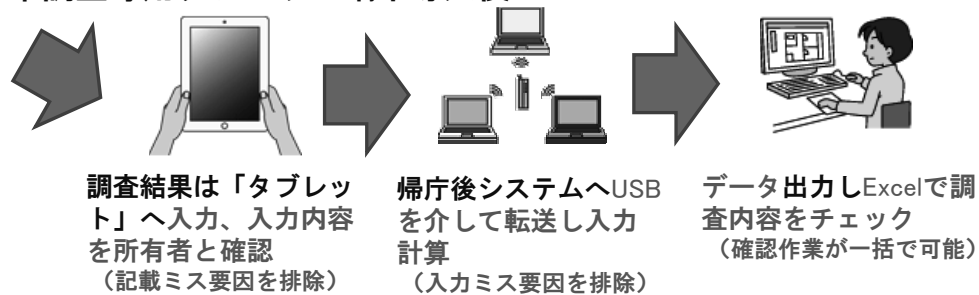 調査結果は「タブレッ
ト」へ入力、入力内容
を所有者と確認
（記載ミス要因を排除）
帰庁後システムへUSB
を介して転送し入力
計算
（入力ミス要因を排除）
データ出力しExcelで調
査内容をチェック
（確認作業が一括で可能）